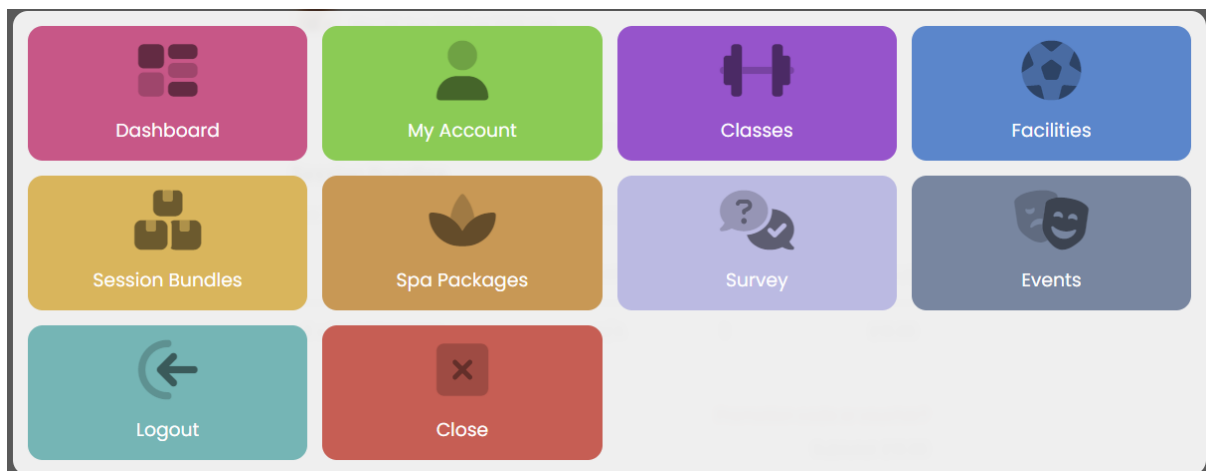 Dashboard
My Account
Classes
Facilities
Session Bundles
Spa Packages
?
Survey
Events
Logout
Close